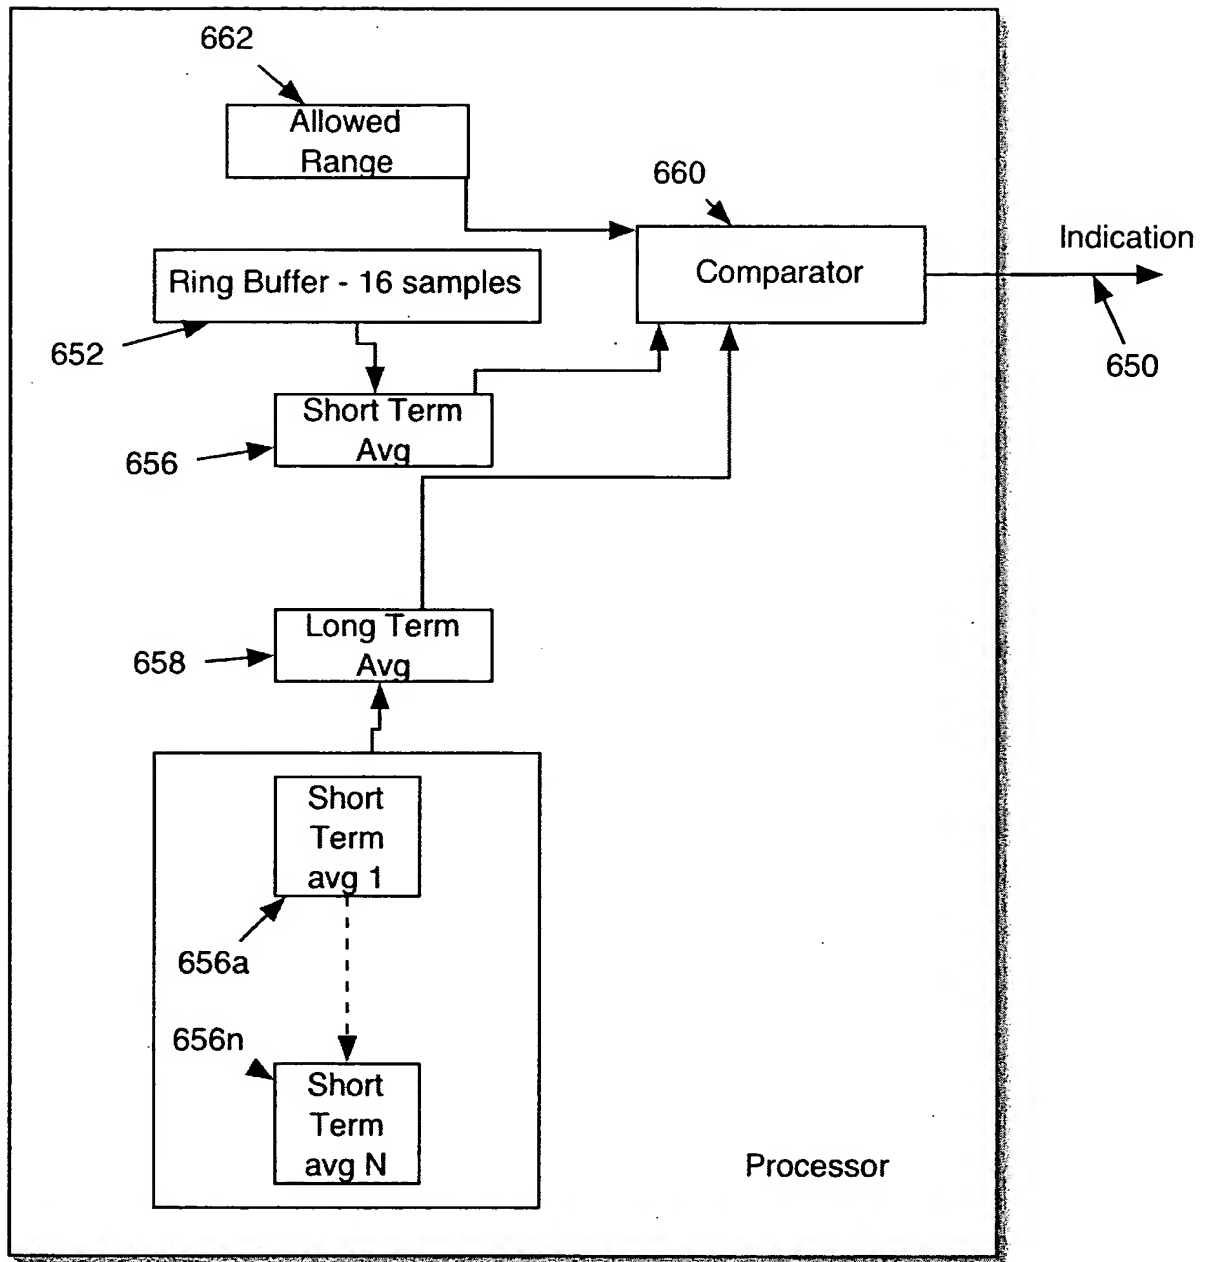 662
Allowed
Range
660
Indication
Comparator
Ring Buffer - 16 samples
652
650
Short Term
Avg
656
Long Term
Avg
658
Short
Term
avg 1
656a
656n
Short
Term
avg N
Processor